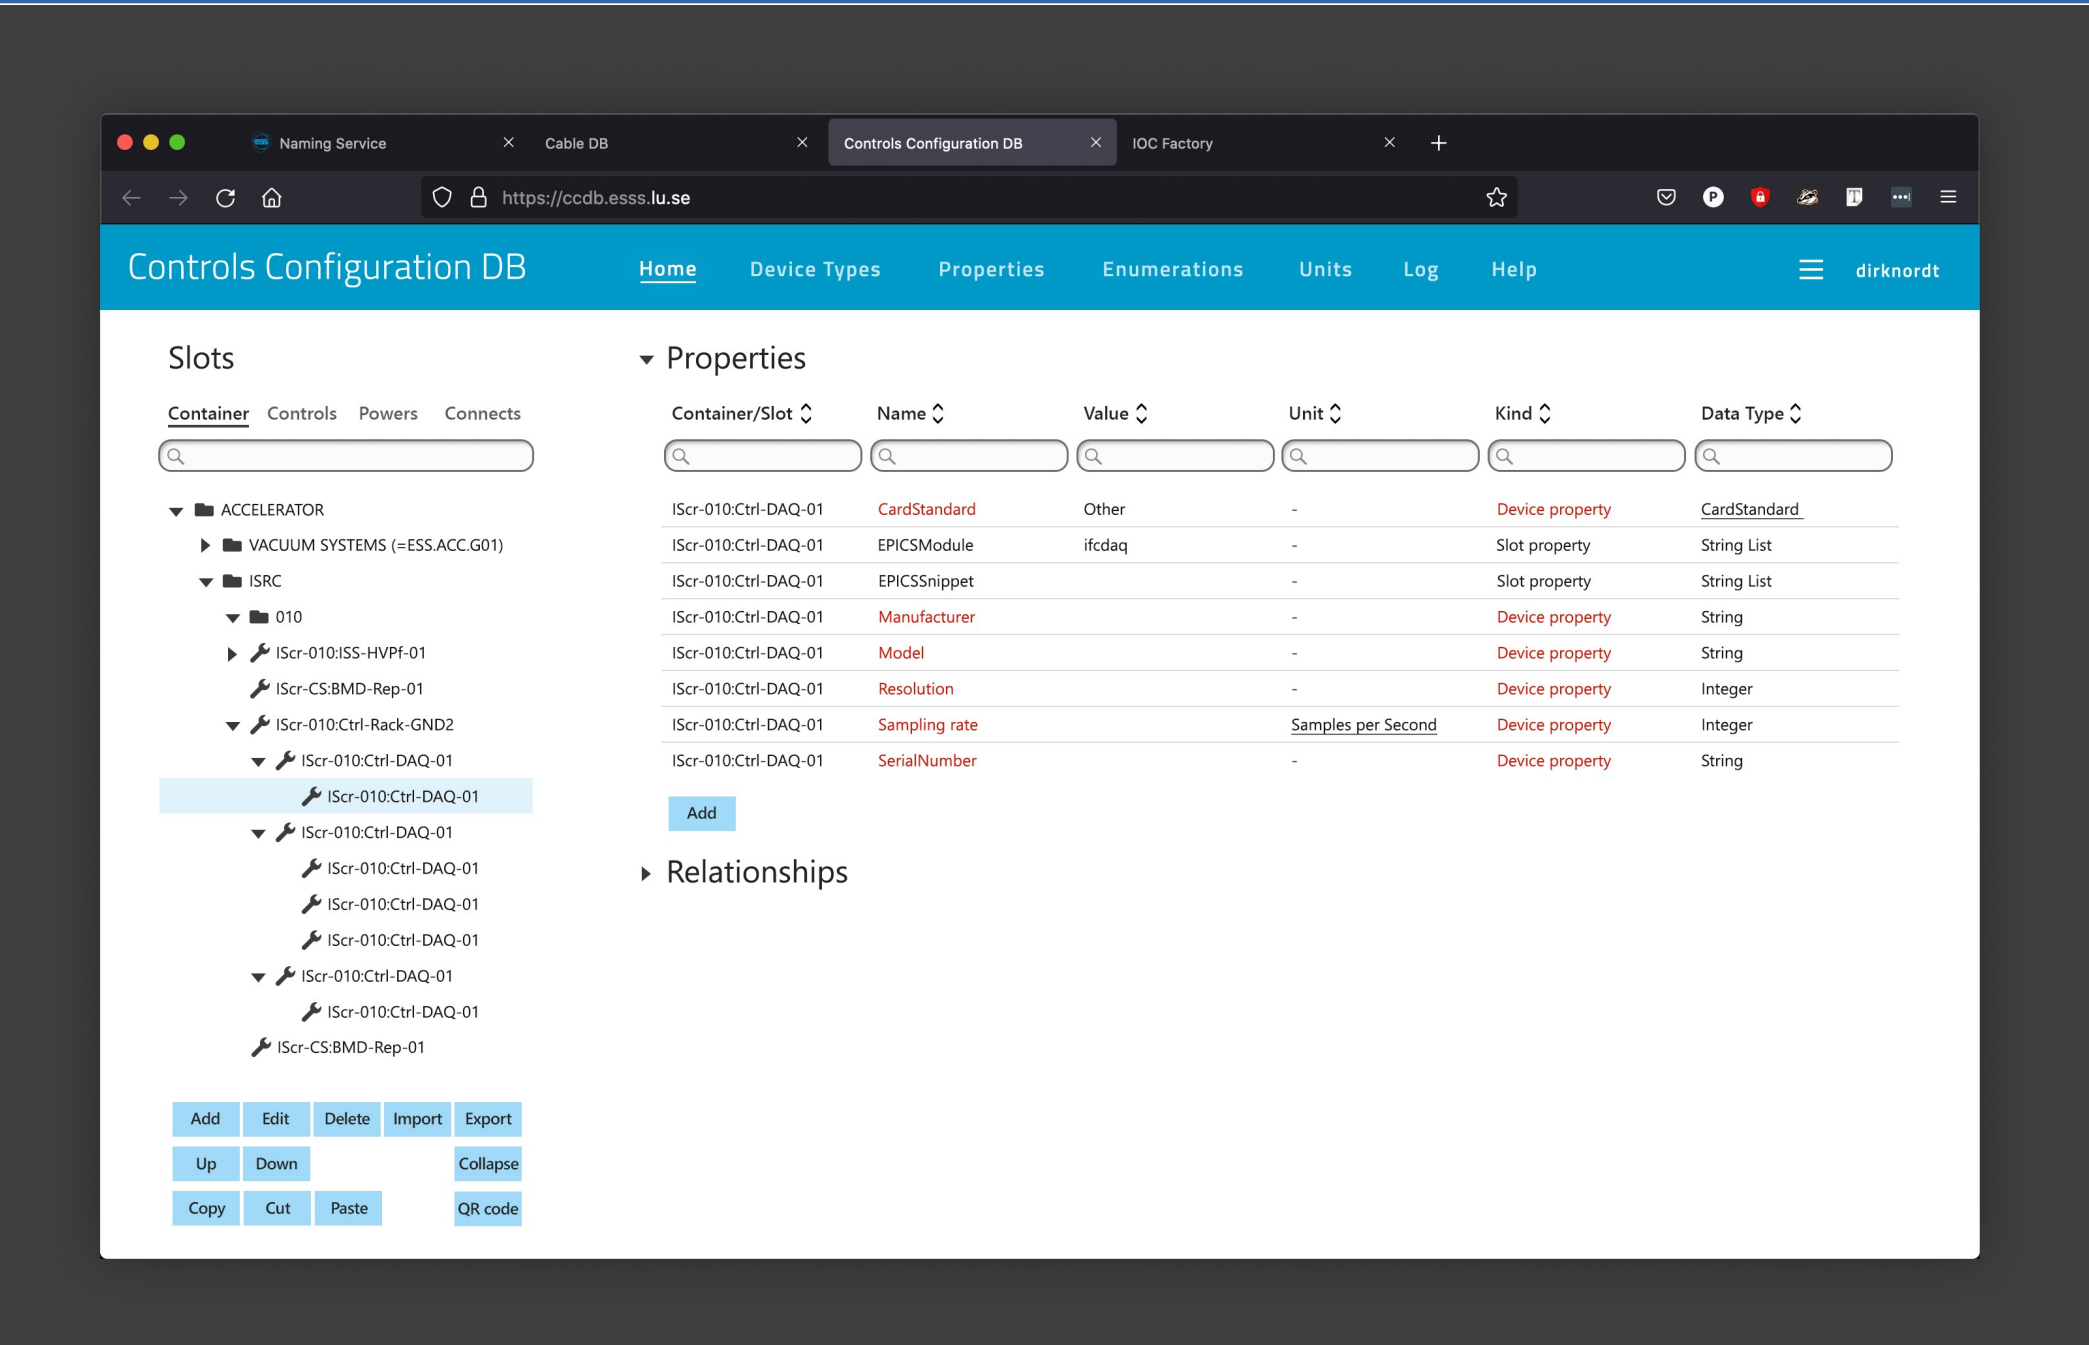 Naming Service
Cable DB
Controls Configuration DB
IOC Factory
https://ccdb.esss.lu.se
Controls Configuration DB
Home
Device Types
Properties
Enumerations
Units
Log
Help
dirknordt
Slots
Container Controls Powers Connects
ACCELERATOR
VACUUM SYSTEMS (=ESS.ACC.G01)
ISRC
010
IScr-010:ISS-HVPf-01
IScr-CS:BMD-Rep-01
IScr-010:Ctrl-Rack-GND2
IScr-010:Ctrl-DAQ-01
IScr-010:Ctrl-DAQ-01
IScr-010:Ctrl-DAQ-01
IScr-010:Ctrl-DAQ-01
IScr-010:Ctrl-DAQ-01
IScr-010:Ctrl-DAQ-01
IScr-010:Ctrl-DAQ-01
IScr-010:Ctrl-DAQ-01
IScr-CS:BMD-Rep-01
Add Edit Delete Import Export
Up Down Collapse
Copy Cut Paste QR code
Properties
Container/Slot Name Value Unit Kind Data Type
IScr-010:Ctrl-DAQ-01 CardStandard Other - Device property CardStandard
IScr-010:Ctrl-DAQ-01 EPICSModule ifcdaq - Slot property String List
IScr-010:Ctrl-DAQ-01 EPICSSnippet - Slot property String List
IScr-010:Ctrl-DAQ-01 Manufacturer - Device property String
IScr-010:Ctrl-DAQ-01 Model - Device property String
IScr-010:Ctrl-DAQ-01 Resolution - Device property Integer
IScr-010:Ctrl-DAQ-01 Sampling rate Samples per Second Device property Integer
IScr-010:Ctrl-DAQ-01 SerialNumber - Device property String
Add
Relationships